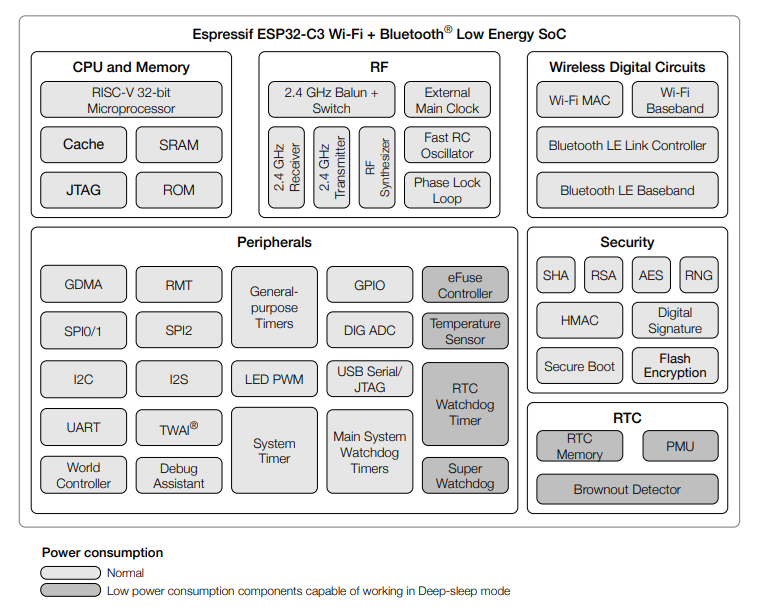 Espressif ESP32-C3 Wi-Fi + Bluetooth® Low Energy SoC
CPU and Memory
RISC-V 32-bit
Microprocessor
Cache
SRAM
JTAG
ROM
RF
2.4 GHz Balun +
Switch
External
Main Clock
2.4 GHz
Receiver
2.4 GHz
Transmitter
RF
Synthesizer
Fast RC
Oscillator
Phase Lock
Loop
Wireless Digital Circuits
Wi-Fi MAC
Wi-Fi
Baseband
Bluetooth LE Link Controller
Bluetooth LE Baseband
Peripherals
GDMA
RMT
General-
purpose
Timers
GPIO
eFuse
Controller
SPI0/1
SPI2
DIG ADC
Temperature
Sensor
I2C
I2S
LED PWM
USB Serial/
JTAG
RTC
Watchdog
Timer
UART
TWAI®
System
Timer
Main System
Watchdog
Timers
World
Controller
Debug
Assistant
Super
Watchdog
Security
SHA
RSA
AES
RNG
HMAC
Digital
Signature
Secure Boot
Flash
Encryption
RTC
RTC
Memory
PMU
Brownout Detector
Power consumption
Normal
Low power consumption components capable of working in Deep-sleep mode